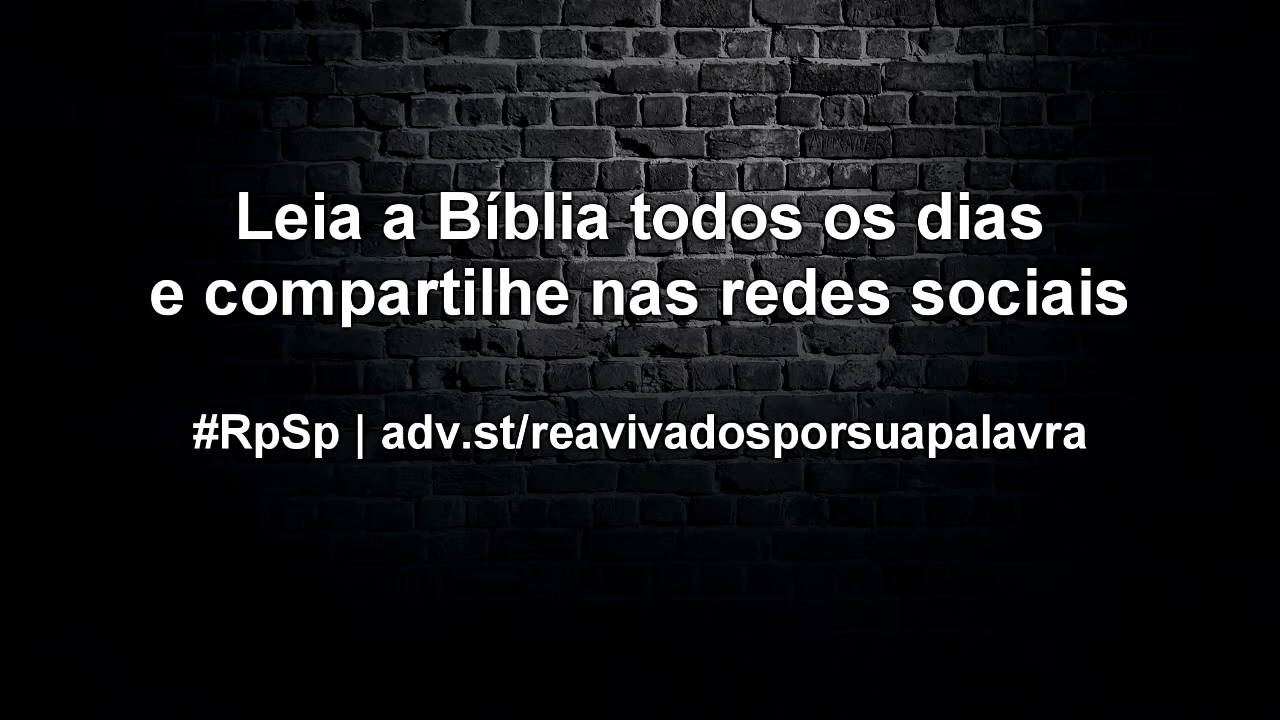 Leia a Bíblia todos os dias
e compartilhe nas redes sociais
#RpSp | adv.st/reavivadosporsuapalavra